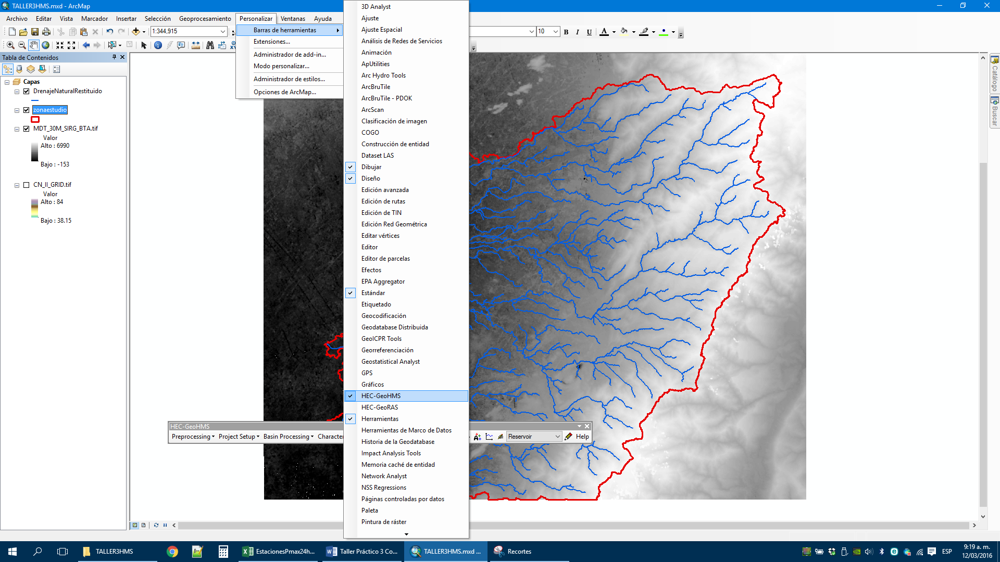 TALLER3HMS.mxd - ArcMap
Archivo Editar Vista Marcador Insertar Selección Geoprocesamiento Personalizar Ventanas Ayuda
1:344,915
10
B I U A
Tabla de Contenidos
Capas
DrenajeNaturalRestituido
zonaestudio
MDT_30M_SIRG_BTA.tif
Valor
Alto : 6990
Bajo : -153
CN_II_GRID.tif
Valor
Alto : 84
Bajo : 38.15
Barras de herramientas
Extensiones...
Administrador de add-in...
Modo personalizar...
Administrador de estilos...
Opciones de ArcMap...
3D Analyst
Ajuste
Ajuste Espacial
Análisis de Redes de Servicios
Animación
ApUtilities
Arc Hydro Tools
ArcBruTile
ArcBruTile - PDOK
ArcScan
Clasificación de imagen
COGO
Construcción de entidad
Dataset LAS
Dibujar
Diseño
Edición avanzada
Edición de rutas
Edición de TIN
Edición Red Geométrica
Editar vértices
Editor
Editor de parcelas
Efectos
EPA Aggregator
Estándar
Etiquetado
Geocodificación
Geodatabase Distribuida
GeoICPR Tools
Georreferenciación
Geostatistical Analyst
GPS
Gráficos
HEC-GeoHMS
HEC-GeoRAS
Herramientas
Herramientas de Marco de Datos
Historia de la Geodatabase
Impact Analysis Tools
Memoria caché de entidad
Network Analyst
NSS Regressions
Páginas controladas por datos
Paleta
Pintura de ráster
HEC-GeoHMS
Preprocessing Project Setup Basin Processing Character Reservoir Help
Catálogo
Buscar
TALLER3HMS
EstacionesPmax24h...
Taller Práctico 3 Co...
TALLER3HMS.mxd ...
Recortes
ESP
9:19 a. m.
12/03/2016